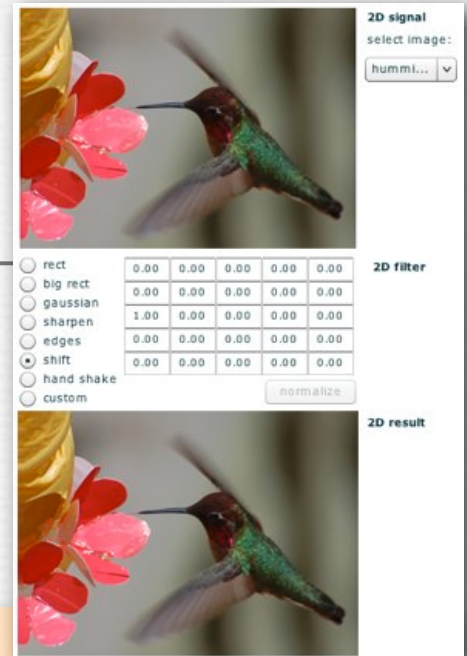 2D signal
select image:
hummi...
rect
big rect
gaussian
sharpen
edges
shift
hand shake
custom
0.00 0.00 0.00 0.00 0.00
0.00 0.00 0.00 0.00 0.00
1.00 0.00 0.00 0.00 0.00
0.00 0.00 0.00 0.00 0.00
0.00 0.00 0.00 0.00 0.00
normalize
2D filter
2D result